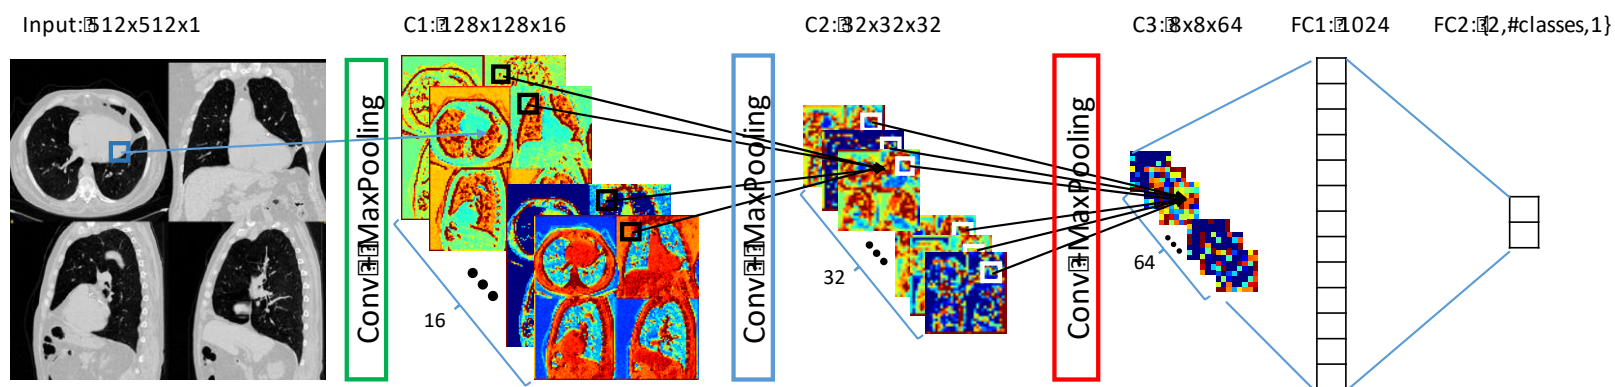 Input: 512x512x1
C1: 128x128x16
C2: 32x32x32
C3: 8x8x64
FC1: 1024
FC2: {2,#classes,1}
Conv + MaxPooling
16
Conv + MaxPooling
32
Conv + MaxPooling
64